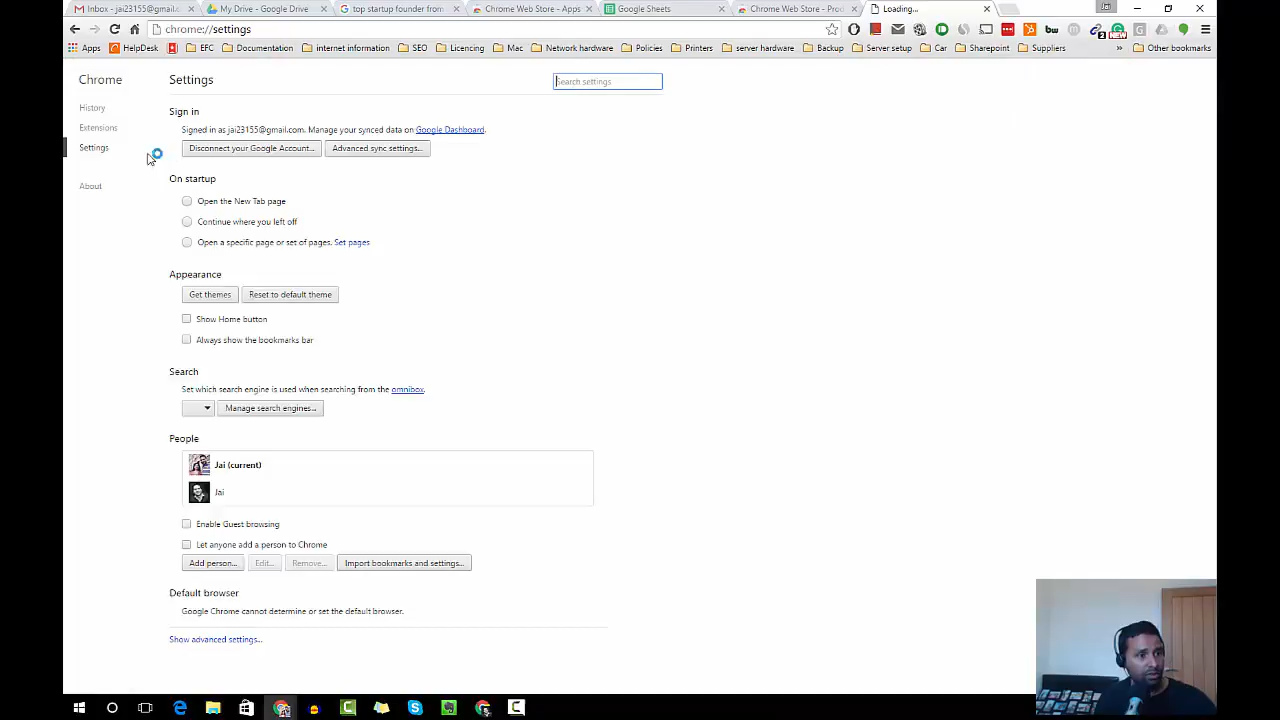 Inbox - jai23155@gmail.c
My Drive - Google Drive
top startup founder from
Chrome Web Store - Apps
Google Sheets
Chrome Web Store - Prod
Loading...
Jai
chrome://settings
Apps
HelpDesk
EFC
Documentation
internet information
SEO
Licencing
Mac
Network hardware
Policies
Printers
server hardware
Backup
Server setup
Car
Sharepoint
Suppliers
»
Other bookmarks
Chrome
Settings
Search settings
History
Extensions
Settings
About
Sign in
Signed in as jai23155@gmail.com. Manage your synced data on Google Dashboard.
Disconnect your Google Account...
Advanced sync settings...
On startup
Open the New Tab page
Continue where you left off
Open a specific page or set of pages. Set pages
Appearance
Get themes
Reset to default theme
Show Home button
Always show the bookmarks bar
Search
Set which search engine is used when searching from the omnibox.
Manage search engines...
People
Jai (current)
Jai
Enable Guest browsing
Let anyone add a person to Chrome
Add person...
Edit...
Remove...
Import bookmarks and settings...
Default browser
Google Chrome cannot determine or set the default browser.
Show advanced settings...